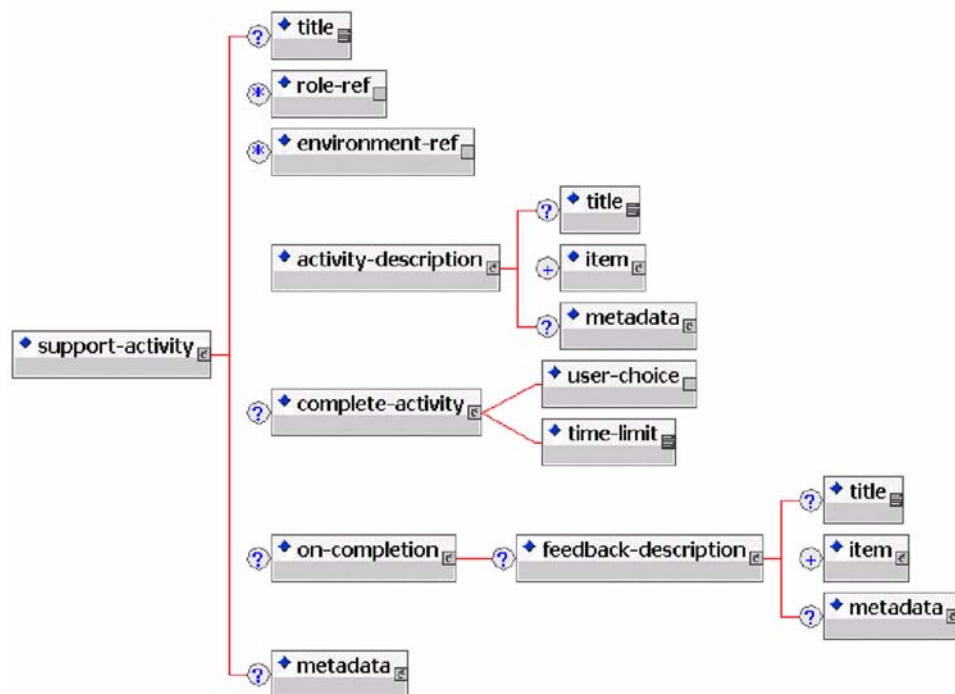 ? title
* role-ref
* environment-ref
activity-description
? title
+ item
? metadata
support-activity
? complete-activity
user-choice
time-limit
? on-completion
? feedback-description
? title
+ item
? metadata
? metadata